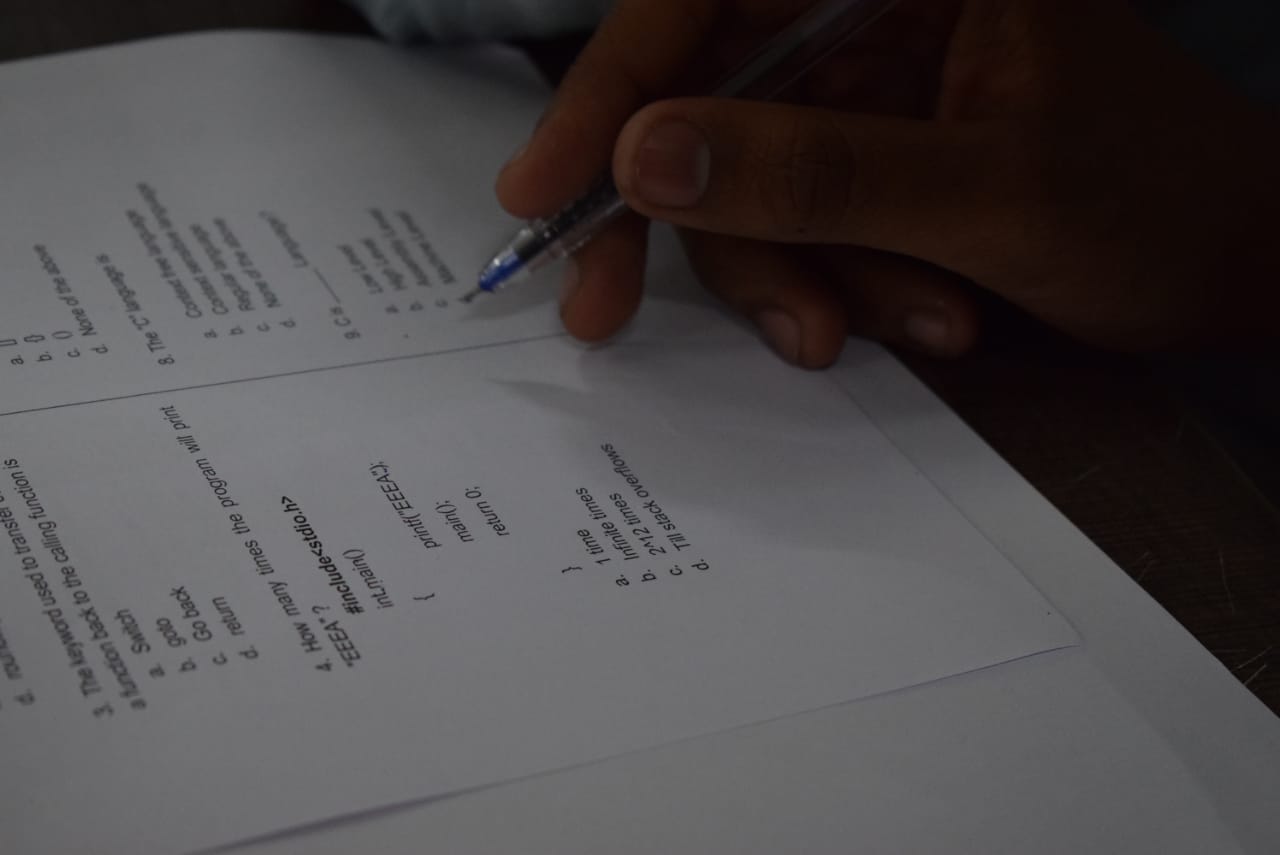 d. roun
3. The keyword used to transfer
a function back to the calling function is
a. Switch
b. goto
c. Go back
d. return
4. How many times the program will print
"EEEA" ?
#include<stdio.h>
int main()
{
printf("EEEA");
main();
return 0;
}
a. 1 time
b. Infinite times
c. 2^12 times
d. Till stack overflows
a. []
b. {}
c. ()
d. None of the above
8. The 'C' language is
a. Context free language
b. Context sensitive language
c. Regular language
d. None of the above
9. C is ______ Language?
a. Low Level
b. High Level
Assembly Level
c Machine Level